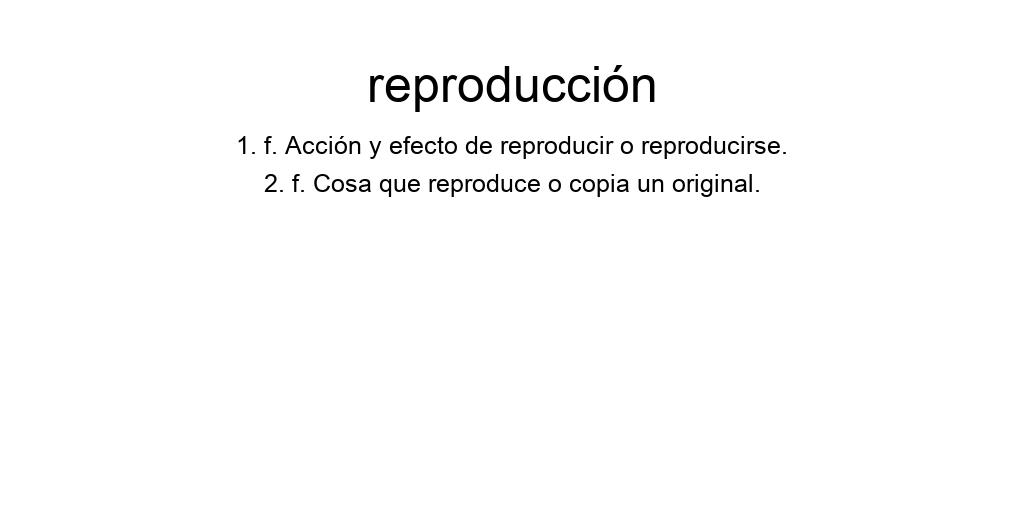 reproducción
1. f. Acción y efecto de reproducir o reproducirse.
2. f. Cosa que reproduce o copia un original.